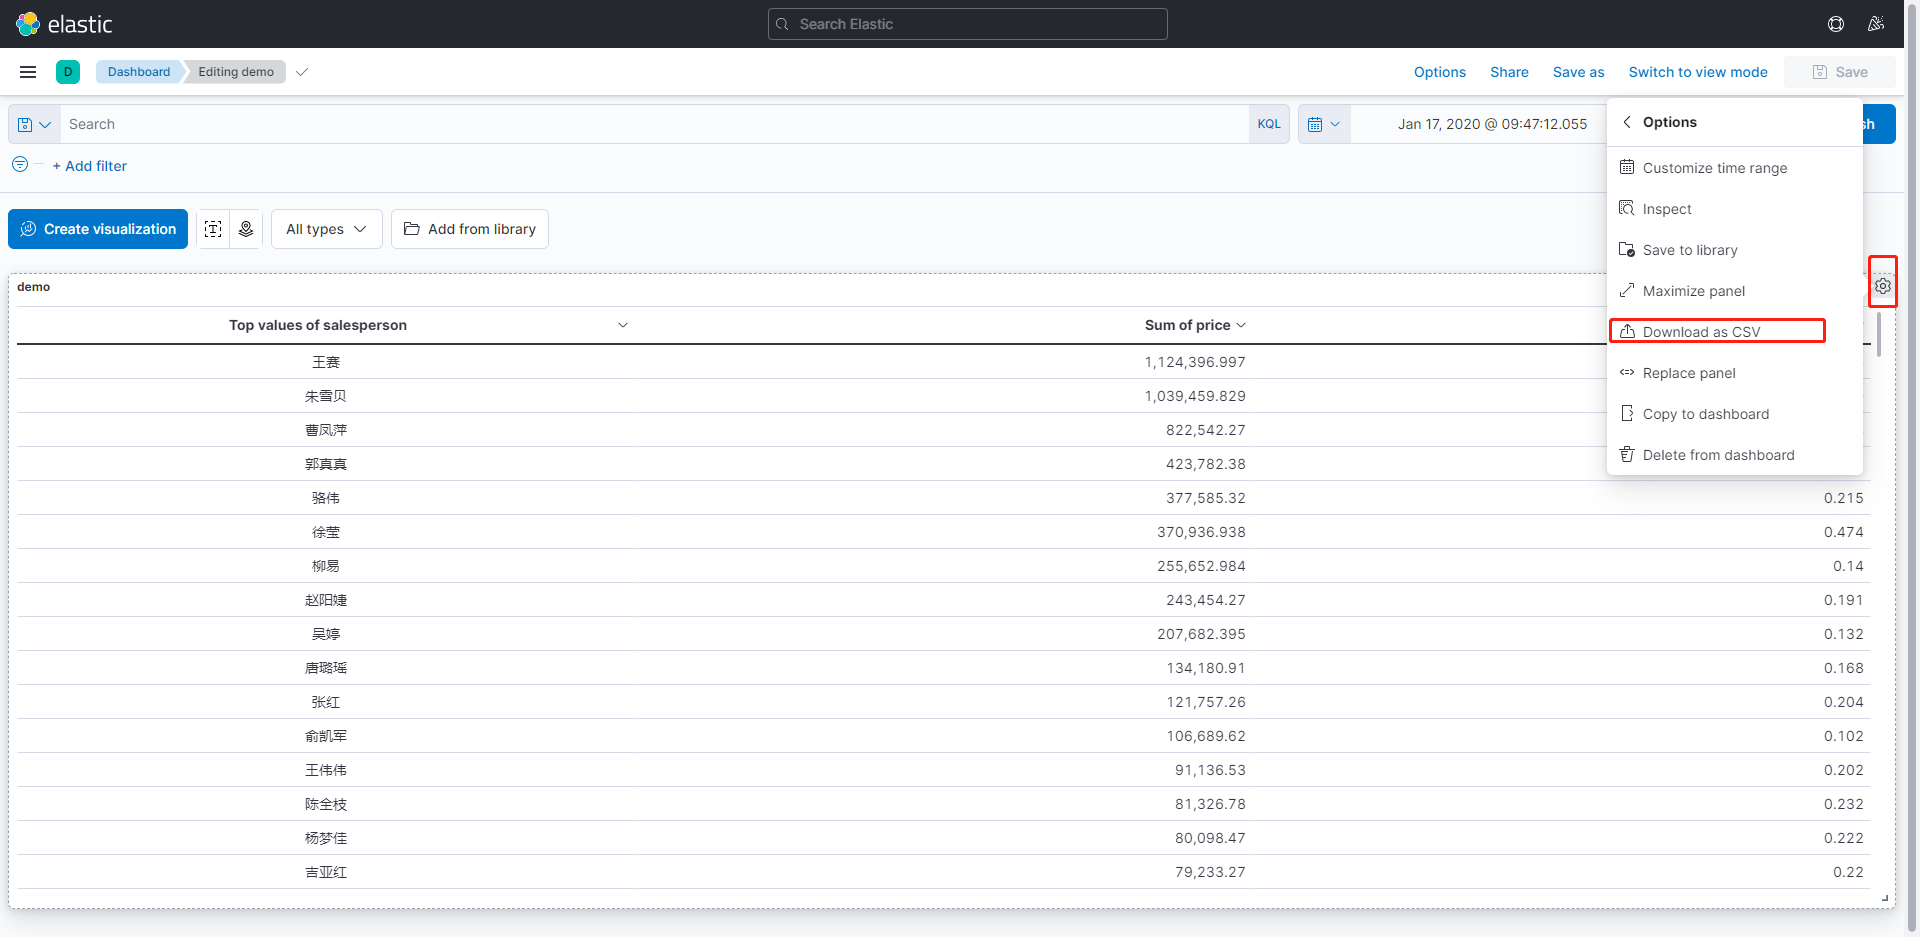 elastic
Search Elastic
D
Dashboard
Editing demo
Options
Share
Save as
Switch to view mode
Save
Search
KQL
Jan 17, 2020 @ 09:47:12.055
sh
+ Add filter
Options
Customize time range
Inspect
Save to library
Maximize panel
Download as CSV
Replace panel
Copy to dashboard
Delete from dashboard
Create visualization
All types
Add from library
demo
Top values of salesperson Sum of price
王赛 1,124,396.997
朱雪贝 1,039,459.829
曹凤萍 822,542.27
郭真真 423,782.38
骆伟 377,585.32 0.215
徐莹 370,936.938 0.474
柳易 255,652.984 0.14
赵阳婕 243,454.27 0.191
吴婷 207,682.395 0.132
唐璐瑶 134,180.91 0.168
张红 121,757.26 0.204
俞凯军 106,689.62 0.102
王伟伟 91,136.53 0.202
陈全枝 81,326.78 0.232
杨梦佳 80,098.47 0.222
吉亚红 79,233.27 0.22